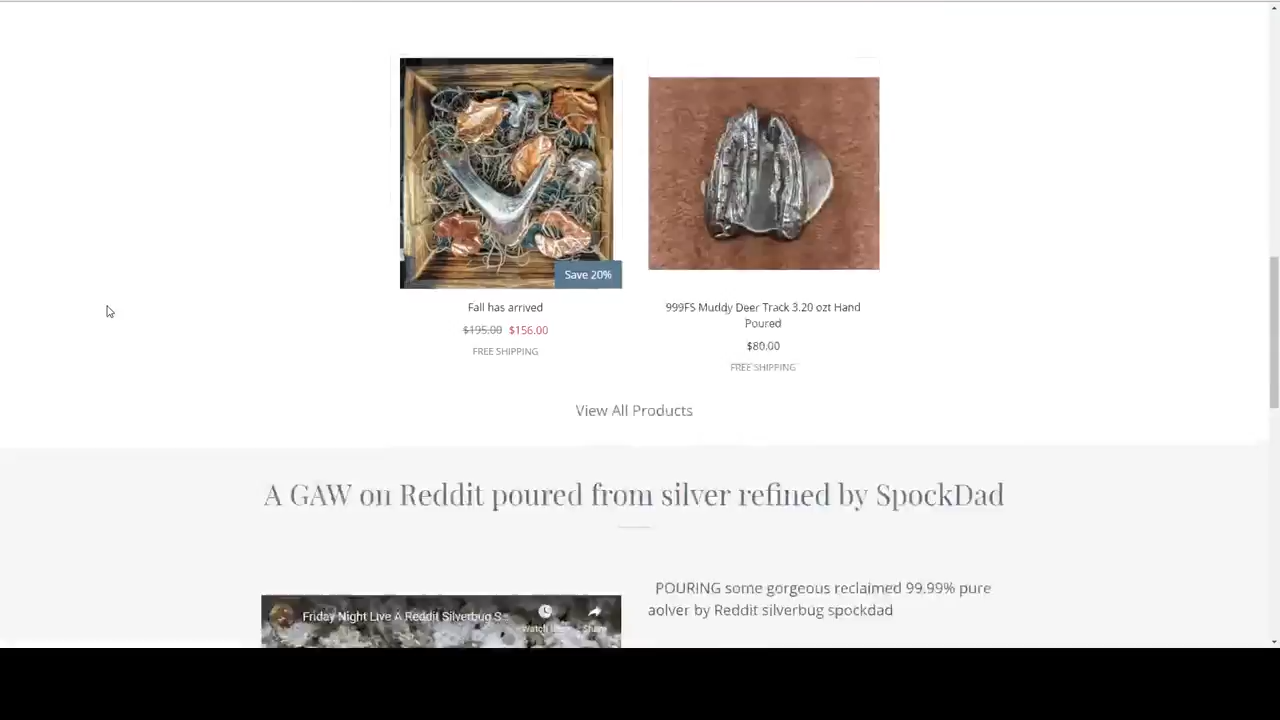 Save 20%
Fall has arrived
$195.00 $156.00
FREE SHIPPING
999FS Muddy Deer Track 3.20 ozt Hand
Poured
$80.00
FREE SHIPPING
View All Products
A GAW on Reddit poured from silver refined by SpockDad
POURING some gorgeous reclaimed 99.99% pure
aolver by Reddit silverbug spockdad
Friday Night Live A Reddit Silverbug S...
Watch later
Share